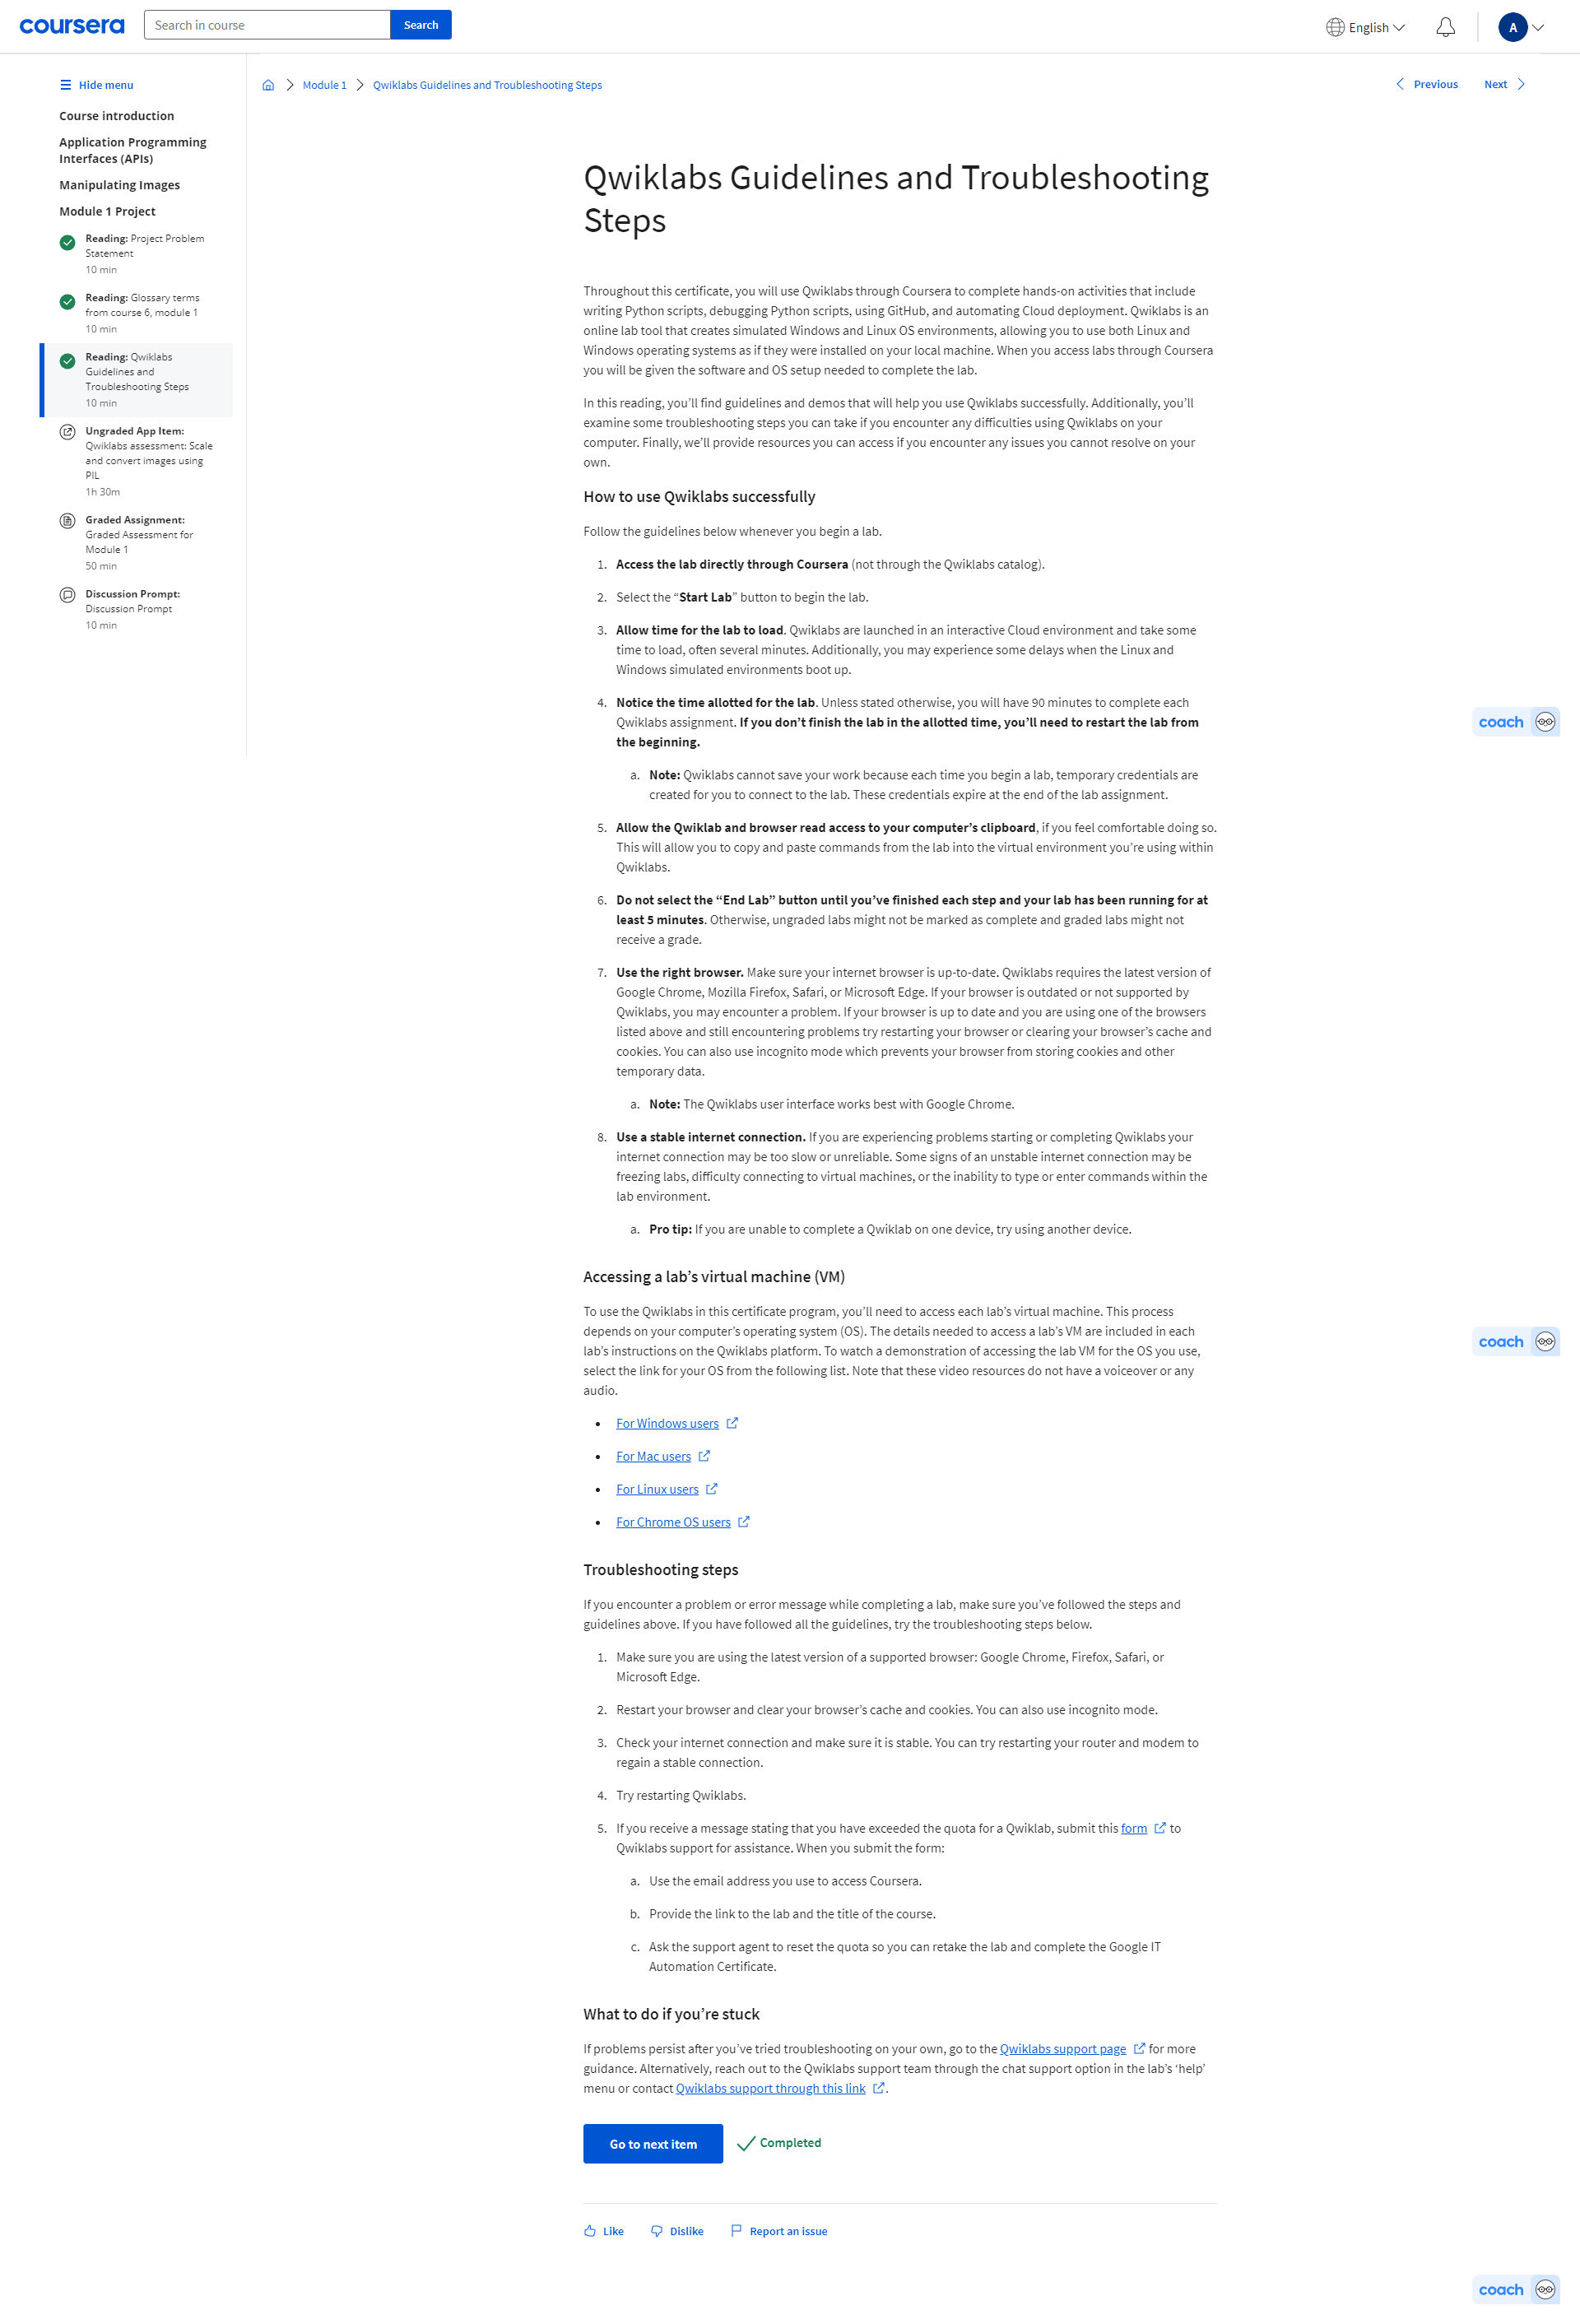 coursera
Search in course
Search
English
A
Hide menu
Course introduction
Application Programming
Interfaces (APIs)
Manipulating Images
Module 1 Project
Reading: Project Problem
Statement
10 min
Reading: Glossary terms
from course 6, module 1
10 min
Reading: Qwiklabs
Guidelines and
Troubleshooting Steps
10 min
Ungraded App Item:
Qwiklabs assessment: Scale
and convert images using
PIL
1h 30m
Graded Assignment:
Graded Assessment for
Module 1
50 min
Discussion Prompt:
Discussion Prompt
10 min
Module 1
Qwiklabs Guidelines and Troubleshooting Steps
Previous
Next
Qwiklabs Guidelines and Troubleshooting
Steps
Throughout this certificate, you will use Qwiklabs through Coursera to complete hands-on activities that include
writing Python scripts, debugging Python scripts, using GitHub, and automating Cloud deployment. Qwiklabs is an
online lab tool that creates simulated Windows and Linux OS environments, allowing you to use both Linux and
Windows operating systems as if they were installed on your local machine. When you access labs through Coursera
you will be given the software and OS setup needed to complete the lab.
In this reading, you’ll find guidelines and demos that will help you use Qwiklabs successfully. Additionally, you’ll
examine some troubleshooting steps you can take if you encounter any difficulties using Qwiklabs on your
computer. Finally, we’ll provide resources you can access if you encounter any issues you cannot resolve on your
own.
How to use Qwiklabs successfully
Follow the guidelines below whenever you begin a lab.
1. Access the lab directly through Coursera (not through the Qwiklabs catalog).
2. Select the “Start Lab” button to begin the lab.
3. Allow time for the lab to load. Qwiklabs are launched in an interactive Cloud environment and take some
time to load, often several minutes. Additionally, you may experience some delays when the Linux and
Windows simulated environments boot up.
4. Notice the time allotted for the lab. Unless stated otherwise, you will have 90 minutes to complete each
Qwiklabs assignment. If you don’t finish the lab in the allotted time, you’ll need to restart the lab from
the beginning.
a. Note: Qwiklabs cannot save your work because each time you begin a lab, temporary credentials are
created for you to connect to the lab. These credentials expire at the end of the lab assignment.
5. Allow the Qwiklab and browser read access to your computer’s clipboard, if you feel comfortable doing so.
This will allow you to copy and paste commands from the lab into the virtual environment you’re using within
Qwiklabs.
6. Do not select the “End Lab” button until you’ve finished each step and your lab has been running for at
least 5 minutes. Otherwise, ungraded labs might not be marked as complete and graded labs might not
receive a grade.
7. Use the right browser. Make sure your internet browser is up-to-date. Qwiklabs requires the latest version of
Google Chrome, Mozilla Firefox, Safari, or Microsoft Edge. If your browser is outdated or not supported by
Qwiklabs, you may encounter a problem. If your browser is up to date and you are using one of the browsers
listed above and still encountering problems try restarting your browser or clearing your browser’s cache and
cookies. You can also use incognito mode which prevents your browser from storing cookies and other
temporary data.
a. Note: The Qwiklabs user interface works best with Google Chrome.
8. Use a stable internet connection. If you are experiencing problems starting or completing Qwiklabs your
internet connection may be too slow or unreliable. Some signs of an unstable internet connection may be
freezing labs, difficulty connecting to virtual machines, or the inability to type or enter commands within the
lab environment.
a. Pro tip: If you are unable to complete a Qwiklab on one device, try using another device.
Accessing a lab’s virtual machine (VM)
To use the Qwiklabs in this certificate program, you’ll need to access each lab’s virtual machine. This process
depends on your computer’s operating system (OS). The details needed to access a lab’s VM are included in each
lab’s instructions on the Qwiklabs platform. To watch a demonstration of accessing the lab VM for the OS you use,
select the link for your OS from the following list. Note that these video resources do not have a voiceover or any
audio.
• For Windows users
• For Mac users
• For Linux users
• For Chrome OS users
Troubleshooting steps
If you encounter a problem or error message while completing a lab, make sure you’ve followed the steps and
guidelines above. If you have followed all the guidelines, try the troubleshooting steps below.
1. Make sure you are using the latest version of a supported browser: Google Chrome, Firefox, Safari, or
Microsoft Edge.
2. Restart your browser and clear your browser’s cache and cookies. You can also use incognito mode.
3. Check your internet connection and make sure it is stable. You can try restarting your router and modem to
regain a stable connection.
4. Try restarting Qwiklabs.
5. If you receive a message stating that you have exceeded the quota for a Qwiklab, submit this form to
Qwiklabs support for assistance. When you submit the form:
a. Use the email address you use to access Coursera.
b. Provide the link to the lab and the title of the course.
c. Ask the support agent to reset the quota so you can retake the lab and complete the Google IT
Automation Certificate.
What to do if you’re stuck
If problems persist after you’ve tried troubleshooting on your own, go to the Qwiklabs support page for more
guidance. Alternatively, reach out to the Qwiklabs support team through the chat support option in the lab’s ‘help’
menu or contact Qwiklabs support through this link.
Go to next item
Completed
Like
Dislike
Report an issue
coach
coach
coach